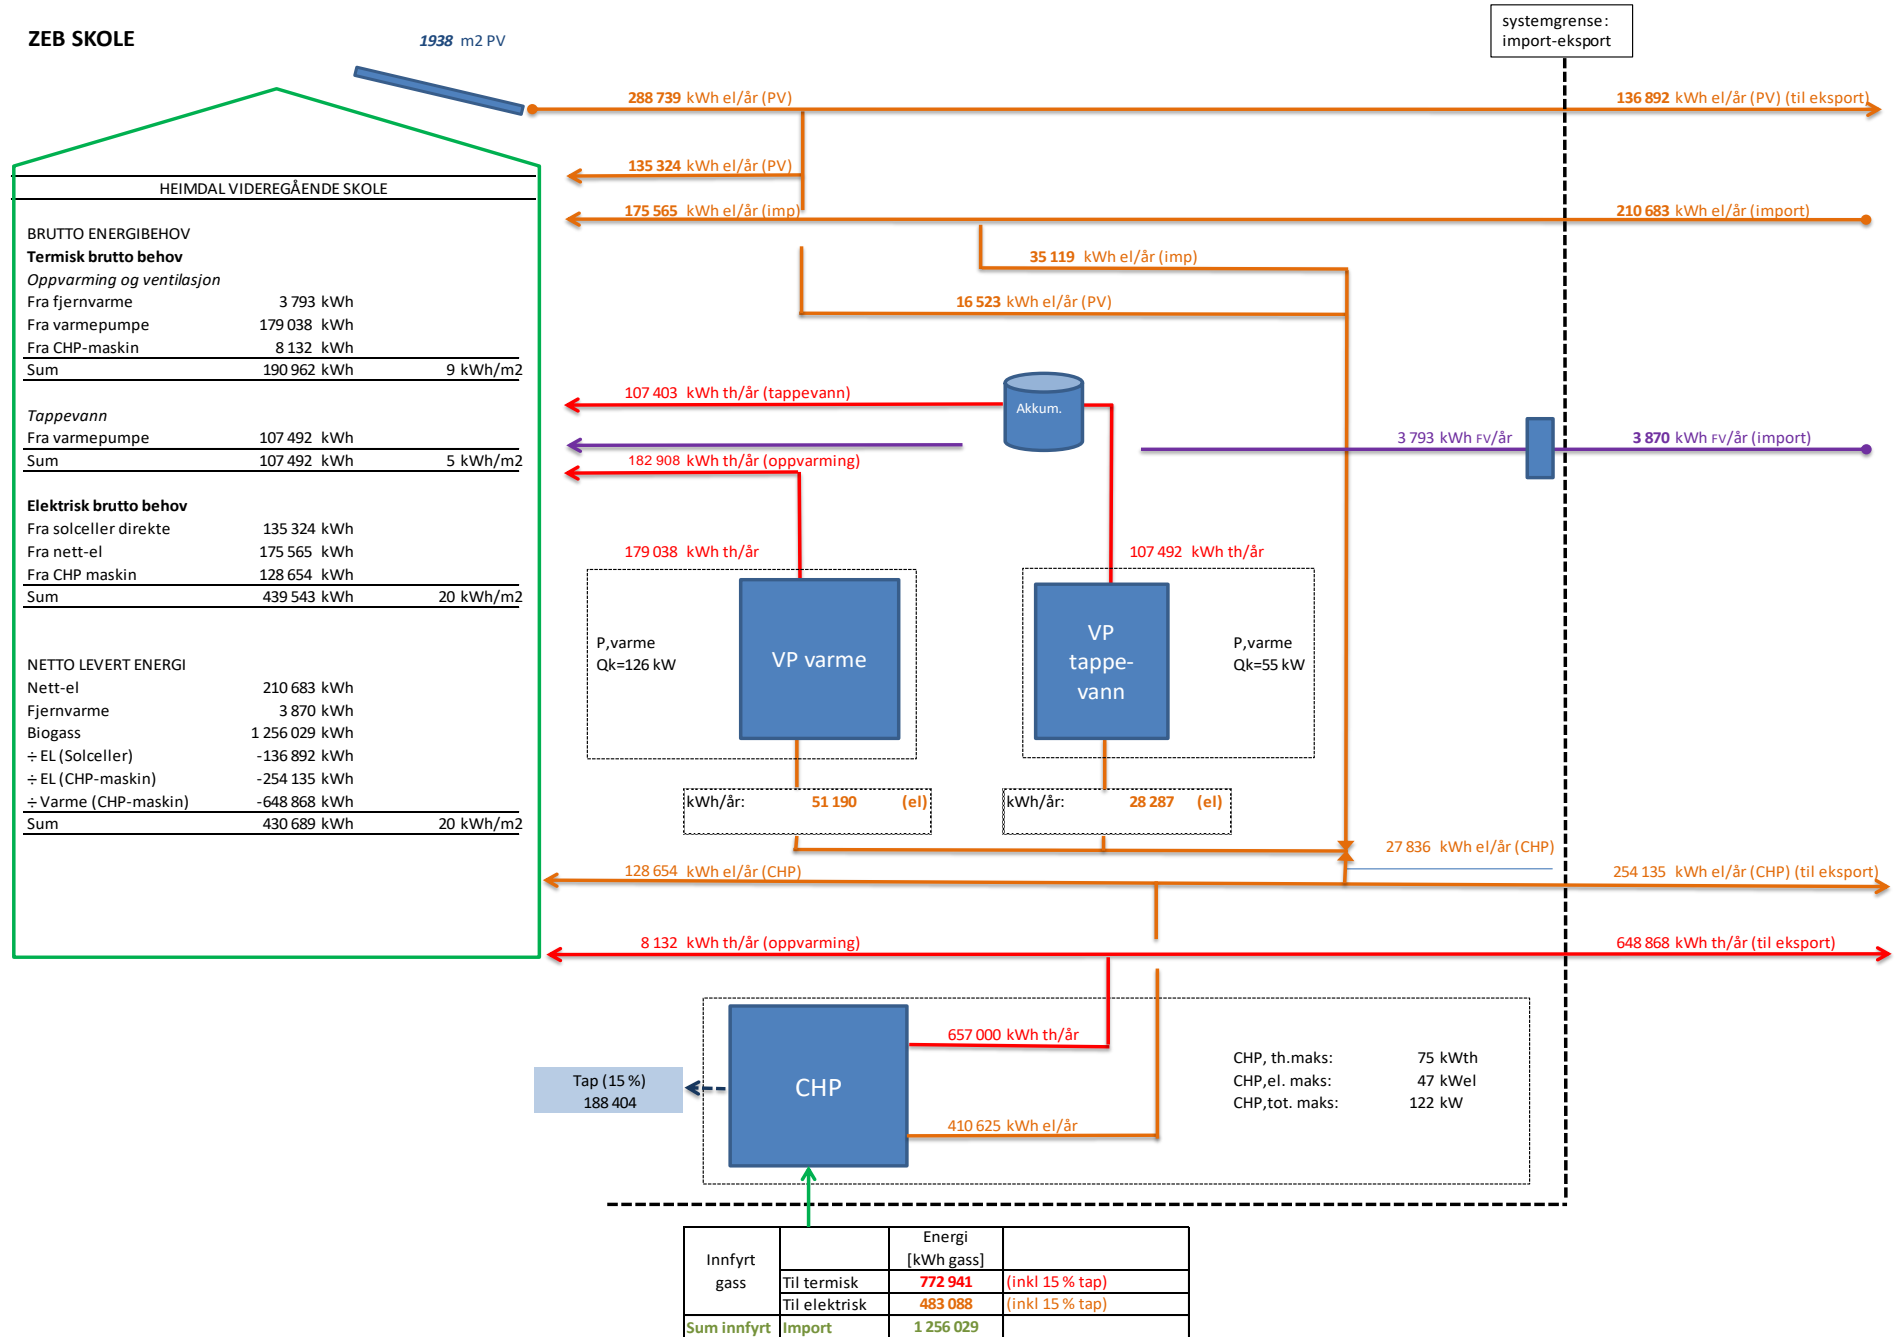 ZEB SKOLE
1938 m2 PV
systemgrense:
import-eksport
288 739 kWh el/år (PV)
136 892 kWh el/år (PV) (til eksport)
135 324 kWh el/år (PV)
175 565 kWh el/år (imp)
210 683 kWh el/år (import)
35 119 kWh el/år (imp)
16 523 kWh el/år (PV)
HEIMDAL VIDEREGÅENDE SKOLE
BRUTTO ENERGIBEHOV
Termisk brutto behov
Oppvarming og ventilasjon
Fra fjernvarme 3 793 kWh
Fra varmepumpe 179 038 kWh
Fra CHP-maskin 8 132 kWh
Sum 190 962 kWh 9 kWh/m2
Tappevann
Fra varmepumpe 107 492 kWh
Sum 107 492 kWh 5 kWh/m2
Elektrisk brutto behov
Fra solceller direkte 135 324 kWh
Fra nett-el 175 565 kWh
Fra CHP maskin 128 654 kWh
Sum 439 543 kWh 20 kWh/m2
NETTO LEVERT ENERGI
Nett-el 210 683 kWh
Fjernvarme 3 870 kWh
Biogass 1 256 029 kWh
÷ EL (Solceller) -136 892 kWh
÷ EL (CHP-maskin) -254 135 kWh
÷ Varme (CHP-maskin) -648 868 kWh
Sum 430 689 kWh 20 kWh/m2
107 403 kWh th/år (tappevann)
Akkum.
3 793 kWh FV/år
3 870 kWh FV/år (import)
182 908 kWh th/år (oppvarming)
179 038 kWh th/år
107 492 kWh th/år
P,varme
Qk=126 kW
VP varme
VP
tappe-
vann
P,varme
Qk=55 kW
kWh/år: 51 190 (el)
kWh/år: 28 287 (el)
27 836 kWh el/år (CHP)
128 654 kWh el/år (CHP)
254 135 kWh el/år (CHP) (til eksport)
8 132 kWh th/år (oppvarming)
648 868 kWh th/år (til eksport)
657 000 kWh th/år
Tap (15 %)
188 404
CHP
410 625 kWh el/år
CHP, th.maks: 75 kWth
CHP,el. maks: 47 kWel
CHP,tot. maks: 122 kW
Innfyrt
gass
Energi
[kWh gass]
Til termisk 772 941 (inkl 15 % tap)
Til elektrisk 483 088 (inkl 15 % tap)
Sum innfyrt Import 1 256 029